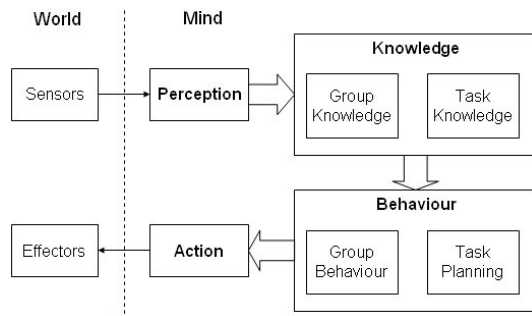 World
Mind
Knowledge
Sensors
Perception
Group
Knowledge
Task
Knowledge
Behaviour
Effectors
Action
Group
Behaviour
Task
Planning